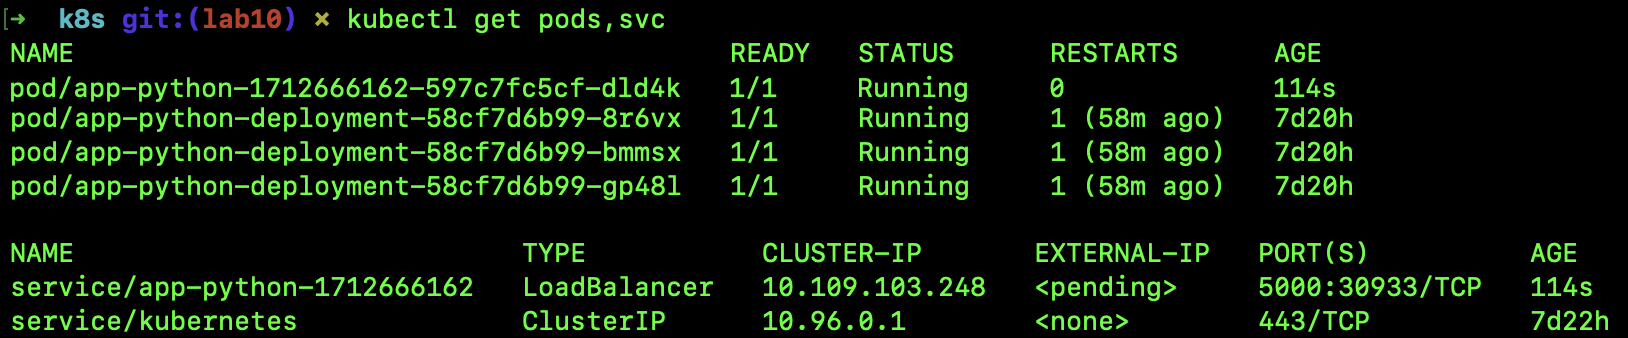 [➜  k8s git:(lab10) ✗ kubectl get pods,svc
NAME                                         READY   STATUS      RESTARTS      AGE
pod/app-python-1712666162-597c7fc5cf-dld4k   1/1     Running     0             114s
pod/app-python-deployment-58cf7d6b99-8r6vx   1/1     Running     1 (58m ago)   7d20h
pod/app-python-deployment-58cf7d6b99-bmmsx   1/1     Running     1 (58m ago)   7d20h
pod/app-python-deployment-58cf7d6b99-gp48l   1/1     Running     1 (58m ago)   7d20h

NAME                            TYPE           CLUSTER-IP       EXTERNAL-IP   PORT(S)          AGE
service/app-python-1712666162   LoadBalancer   10.109.103.248   <pending>     5000:30933/TCP   114s
service/kubernetes              ClusterIP      10.96.0.1        <none>        443/TCP          7d22h